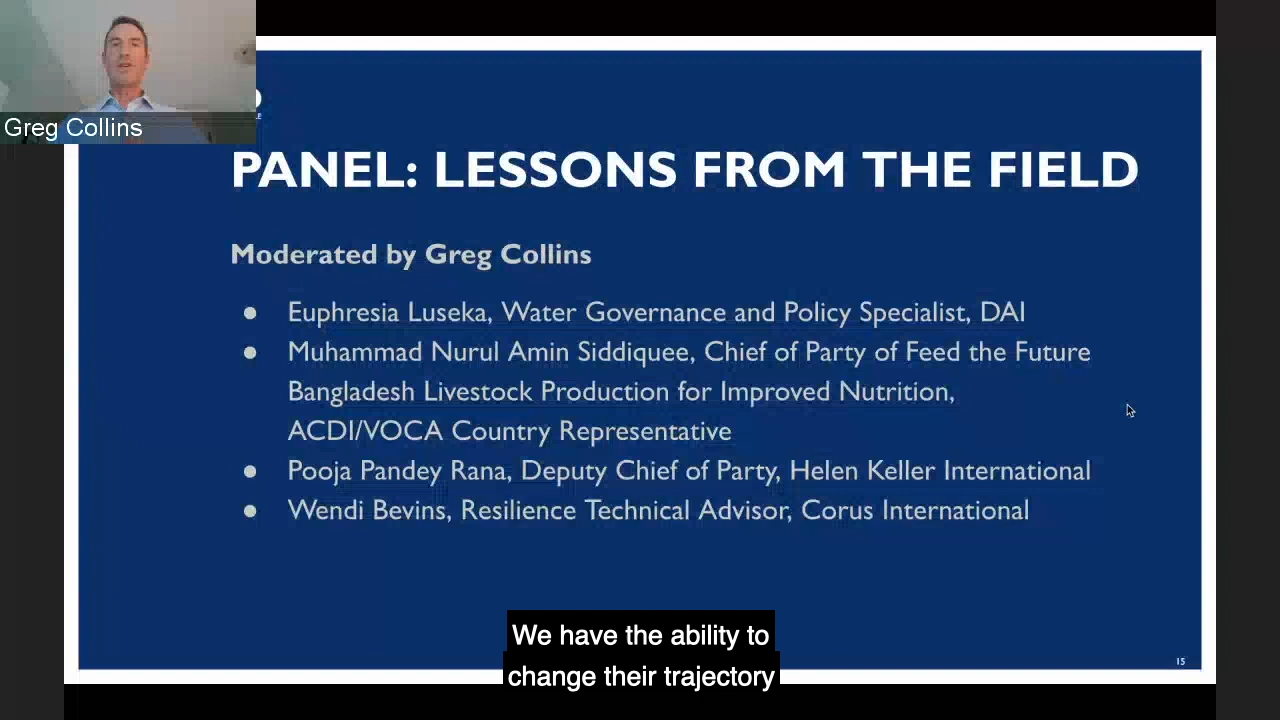 Greg Collins
PANEL: LESSONS FROM THE FIELD
Moderated by Greg Collins
● Euphresia Luseka, Water Governance and Policy Specialist, DAI
● Muhammad Nurul Amin Siddiquee, Chief of Party of Feed the Future
Bangladesh Livestock Production for Improved Nutrition,
ACDI/VOCA Country Representative
● Pooja Pandey Rana, Deputy Chief of Party, Helen Keller International
● Wendi Bevins, Resilience Technical Advisor, Corus International
We have the ability to
change their trajectory
15